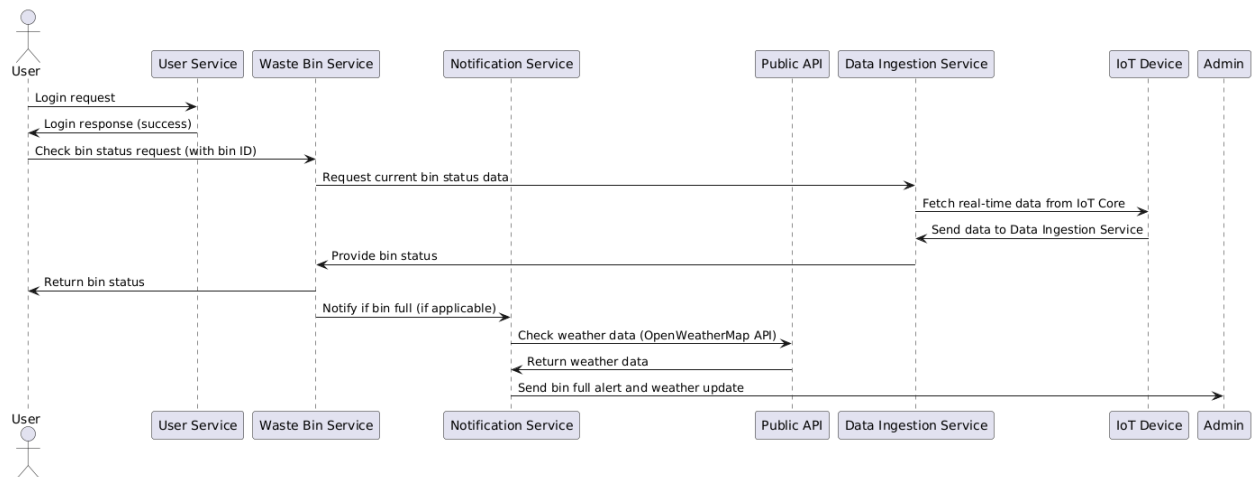 User
User Service
Waste Bin Service
Notification Service
Public API
Data Ingestion Service
IoT Device
Admin
Login request
Login response (success)
Check bin status request (with bin ID)
Request current bin status data
Fetch real-time data from IoT Core
Send data to Data Ingestion Service
Provide bin status
Return bin status
Notify if bin full (if applicable)
Check weather data (OpenWeatherMap API)
Return weather data
Send bin full alert and weather update
User
User Service
Waste Bin Service
Notification Service
Public API
Data Ingestion Service
IoT Device
Admin